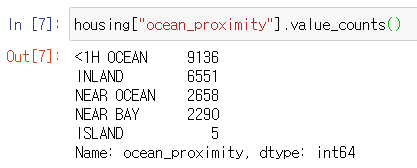 In [7]: housing["ocean_proximity"].value_counts()
Out[7]: <1H OCEAN     9136
INLAND        6551
NEAR OCEAN    2658
NEAR BAY      2290
ISLAND           5
Name: ocean_proximity, dtype: int64